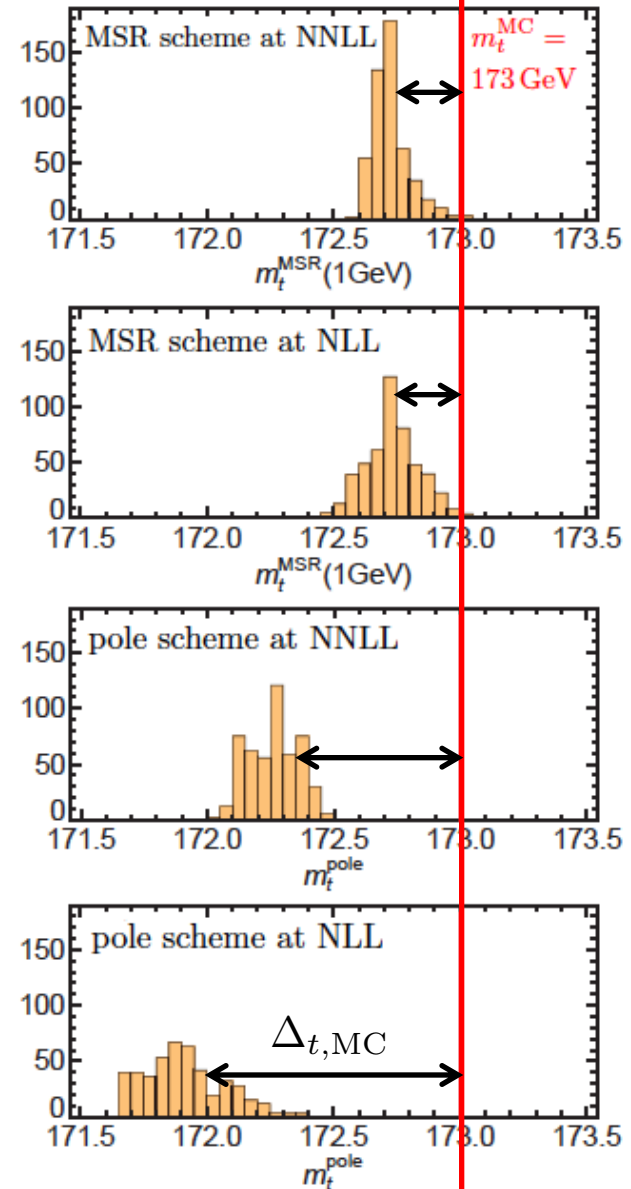 MSR scheme at NNLL
m_t^MC =
173 GeV
150
100
50
0
171.5 172.0 172.5 173.0 173.5
m_t^MSR(1GeV)
MSR scheme at NLL
150
100
50
0
171.5 172.0 172.5 173.0 173.5
m_t^MSR(1GeV)
pole scheme at NNLL
150
100
50
0
171.5 172.0 172.5 173.0 173.5
m_t^pole
pole scheme at NLL
150
100
50
0
Δ_t,MC
171.5 172.0 172.5 173.0 173.5
m_t^pole